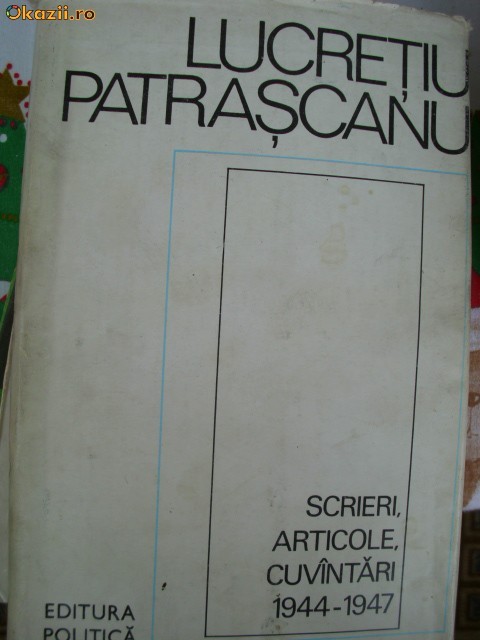 Okazii.ro
LUCREȚIU
PATRAȘCANU
SCRIERI,
ARTICOLE,
CUVÎNTĂRI
1944-1947
EDITURA
POLITICĂ